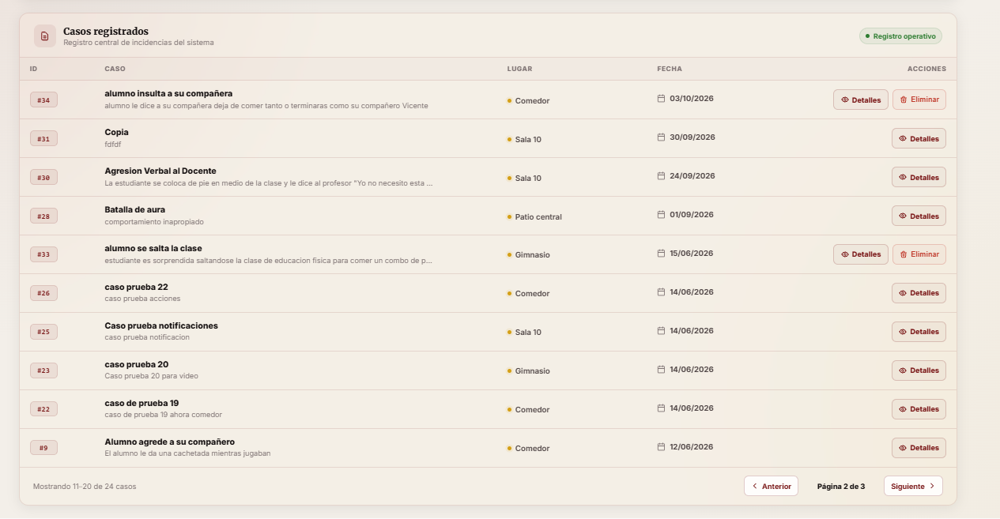 Casos registrados
Registro central de incidencias del sistema
Registro operativo
ID CASO LUGAR FECHA ACCIONES
#34 alumno insulta a su compañera Comedor 03/10/2026 Detalles Eliminar
alumno le dice a su compañera deja de comer tanto o terminaras como su compañero Vicente
#31 Copia Sala 10 30/09/2026 Detalles
fdfdf
#30 Agresion Verbal al Docente Sala 10 24/09/2026 Detalles
La estudiante se coloca de pie en medio de la clase y le dice al profesor "Yo no necesito esta ...
#28 Batalla de aura Patio central 01/09/2026 Detalles
comportamiento inapropiado
#33 alumno se salta la clase Gimnasio 15/06/2026 Detalles Eliminar
estudiante es sorprendida saltandose la clase de educacion fisica para comer un combo de p...
#26 caso prueba 22 Comedor 14/06/2026 Detalles
caso prueba acciones
#25 Caso prueba notificaciones Sala 10 14/06/2026 Detalles
caso prueba notificacion
#23 caso prueba 20 Gimnasio 14/06/2026 Detalles
Caso prueba 20 para video
#22 caso de prueba 19 Comedor 14/06/2026 Detalles
caso de prueba 19 ahora comedor
#9 Alumno agrede a su compañero Comedor 12/06/2026 Detalles
El alumno le da una cachetada mientras jugaban
Mostrando 11-20 de 24 casos Anterior Página 2 de 3 Siguiente